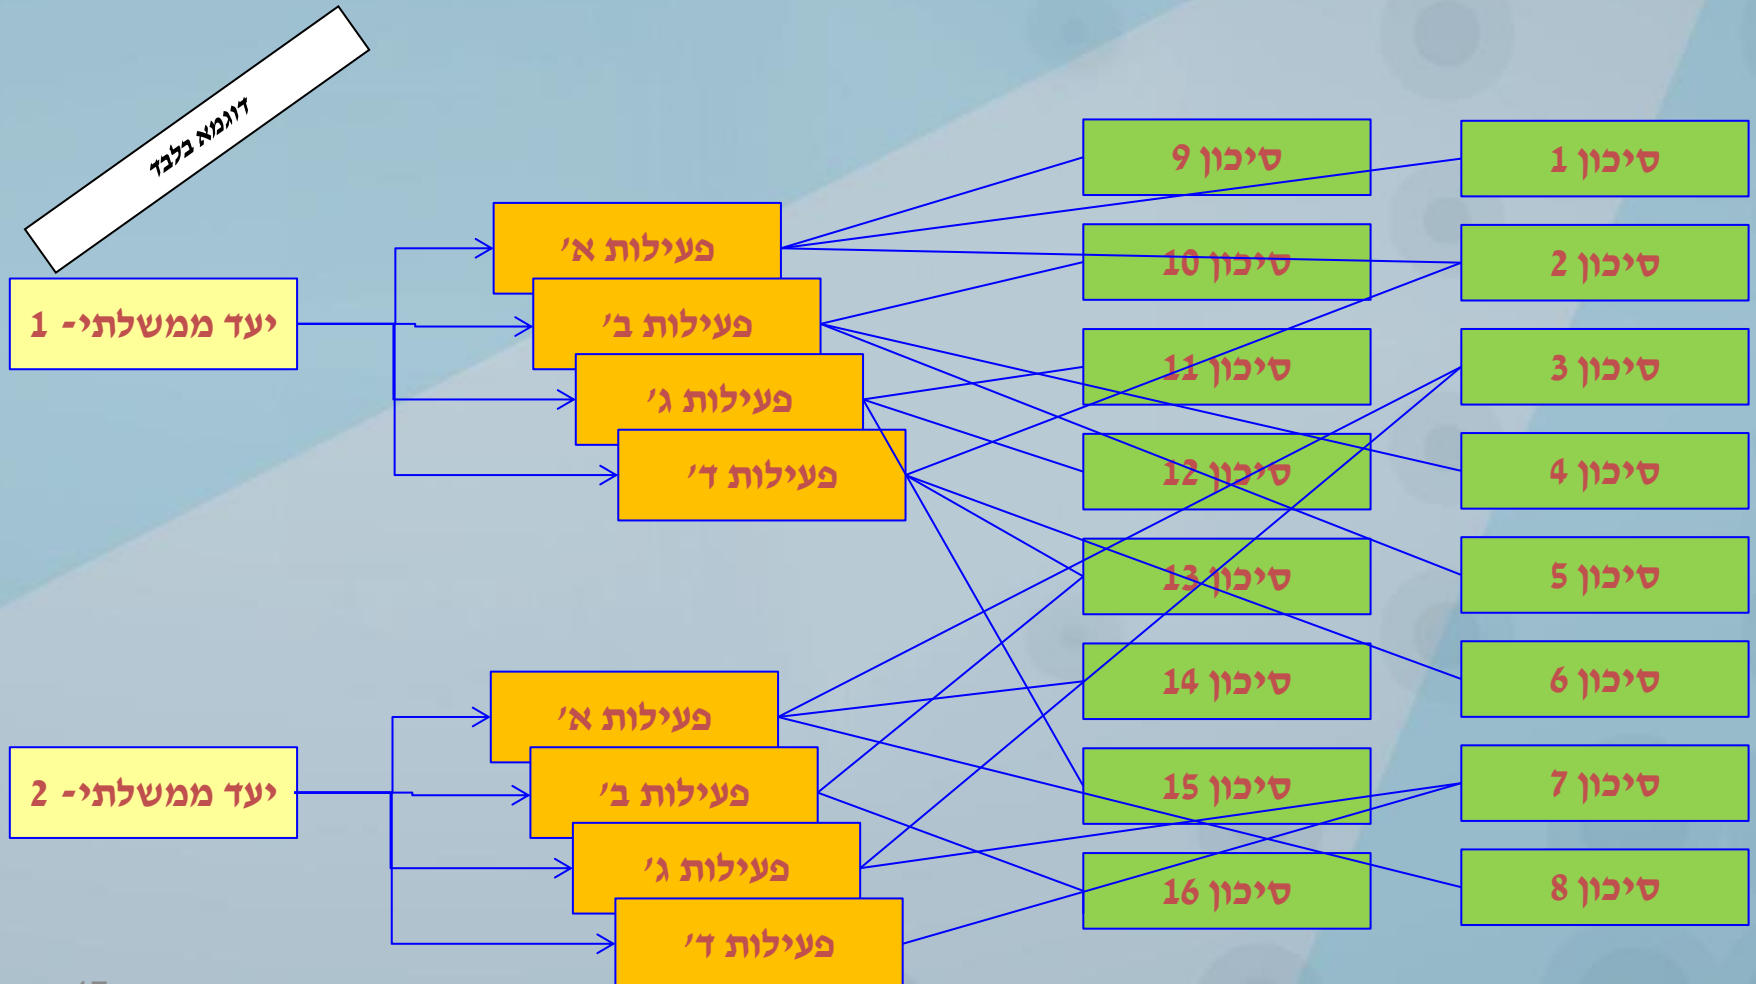 דוגמא בלבד
סיכון 1
סיכון 2
סיכון 3
סיכון 4
סיכון 5
סיכון 6
סיכון 7
סיכון 8
סיכון 9
סיכון 10
סיכון 11
סיכון 12
סיכון 13
סיכון 14
סיכון 15
סיכון 16
יעד ממשלתי- 1
פעילות א'
פעילות ב'
פעילות ג'
פעילות ד'
יעד ממשלתי- 2
פעילות א'
פעילות ב'
פעילות ג'
פעילות ד'